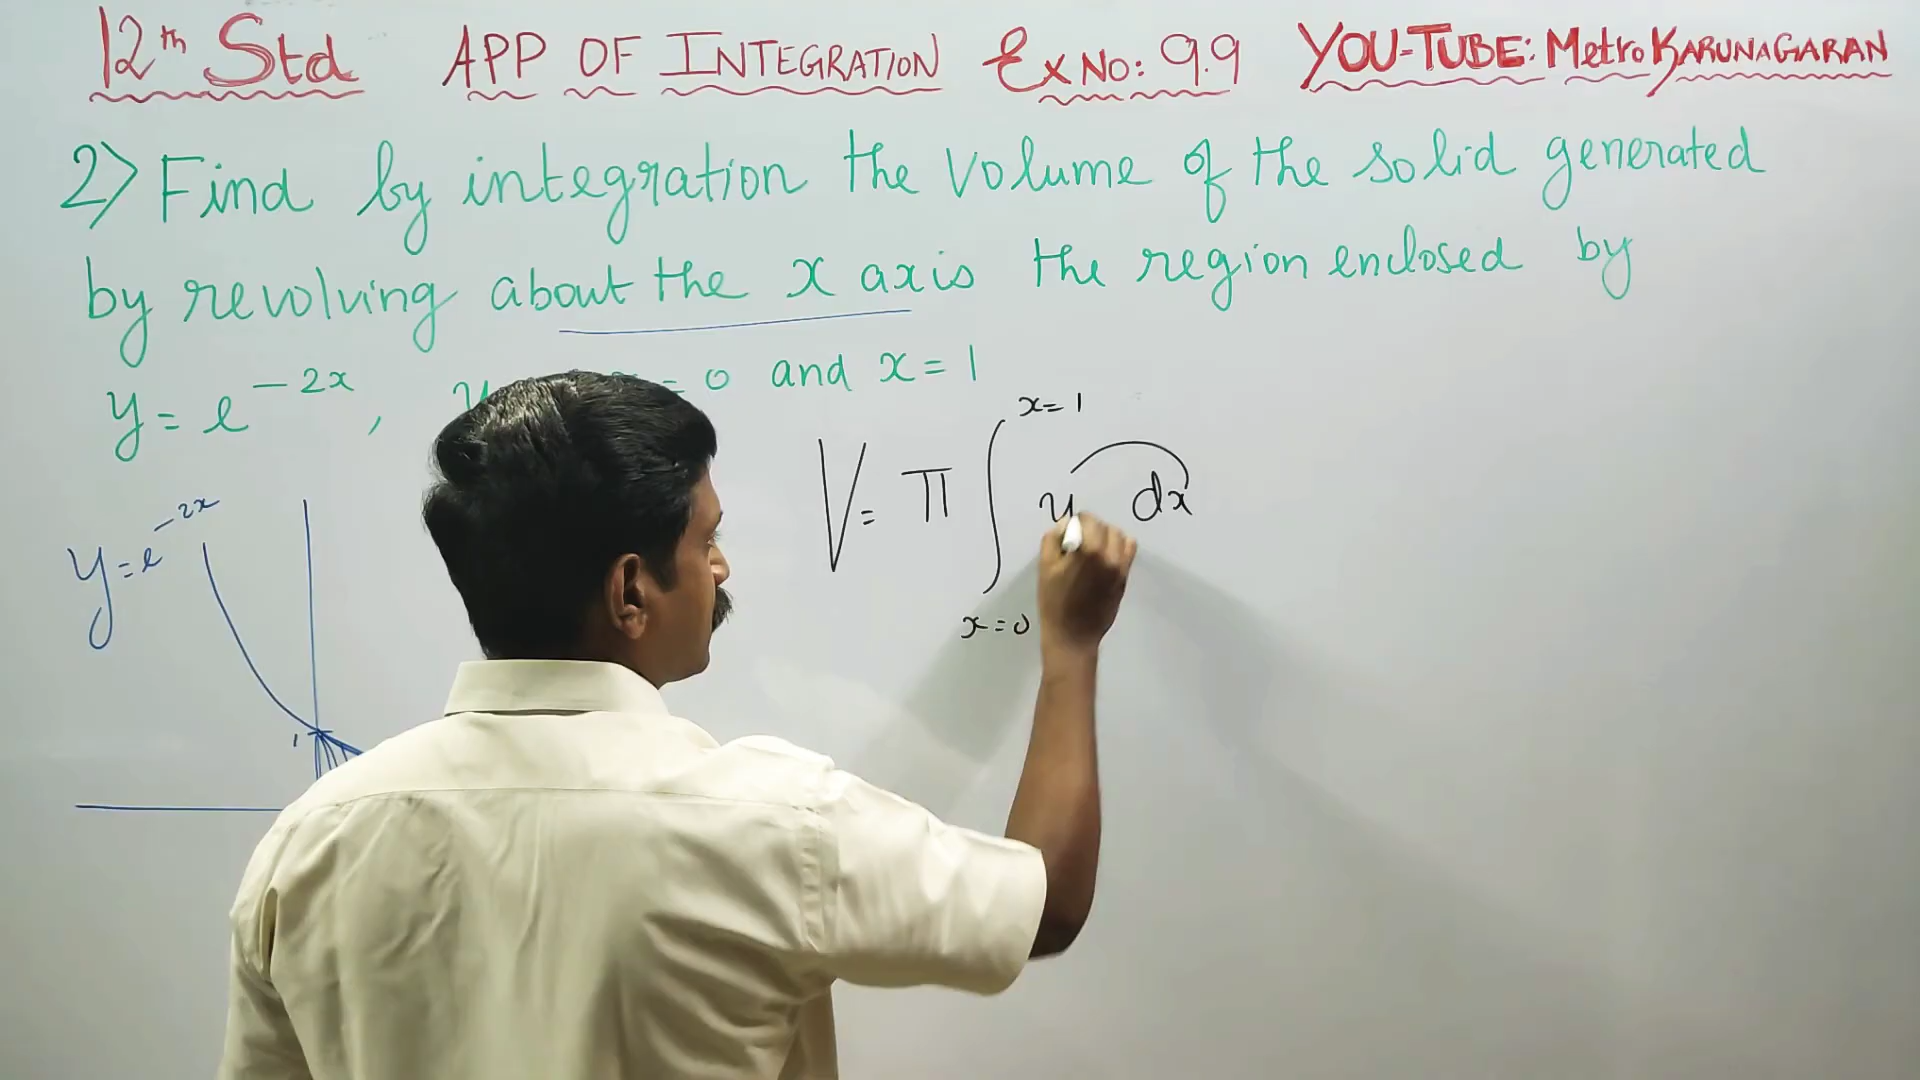 12th Std APP OF INTEGRATION Ex No: 9.9 YOU-TUBE: Metro KARUNAGARAN
2) Find by integration the volume of the solid generated
by revolving about the x axis the region enclosed by
y = e^{-2x}, y = 0 and x = 1
x = 1
V = π ∫ y dx
x = 0
y = e^{-2x}
1